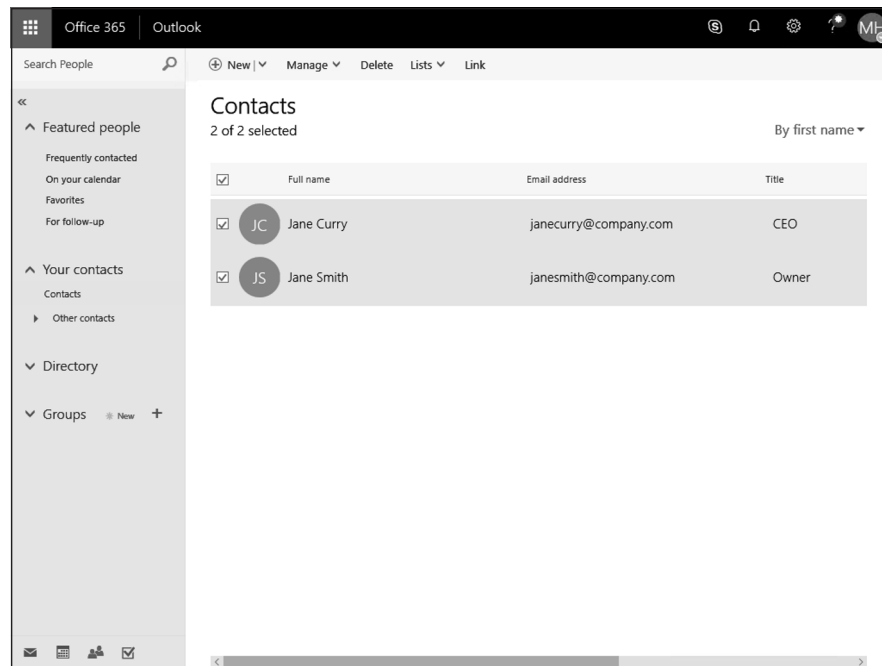 Office 365 Outlook MH
Search People New Manage Delete Lists Link
Contacts
2 of 2 selected By first name
Featured people
Frequently contacted
On your calendar
Favorites
For follow-up
Full name Email address Title
JC Jane Curry janecurry@company.com CEO
JS Jane Smith janesmith@company.com Owner
Your contacts
Contacts
Other contacts
Directory
Groups New +